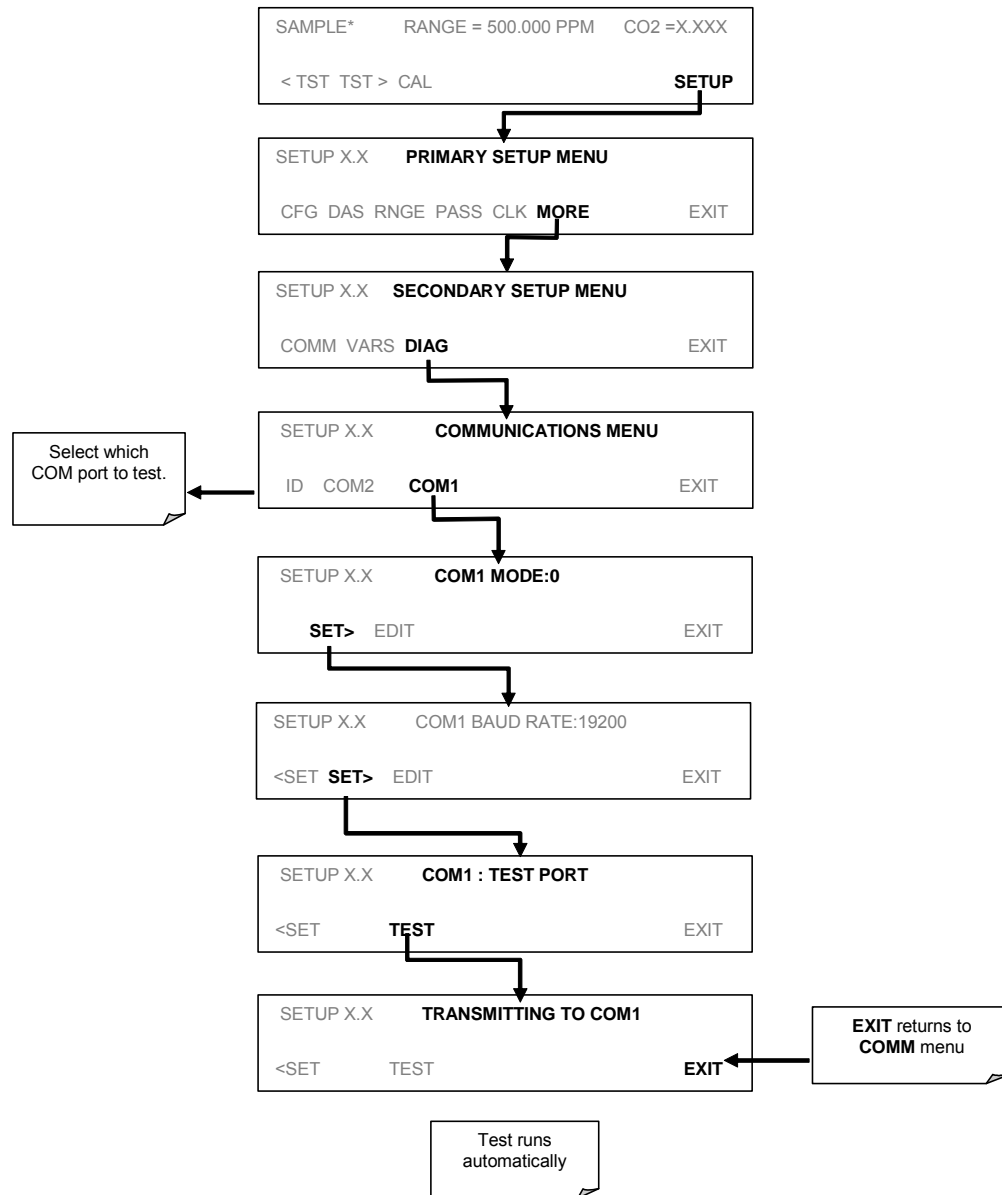 SAMPLE* RANGE = 500.000 PPM CO2 =X.XXX
< TST TST > CAL SETUP
SETUP X.X PRIMARY SETUP MENU
CFG DAS RNGE PASS CLK MORE EXIT
SETUP X.X SECONDARY SETUP MENU
COMM VARS DIAG EXIT
SETUP X.X COMMUNICATIONS MENU
ID COM2 COM1 EXIT
Select which
COM port to test.
SETUP X.X COM1 MODE:0
SET> EDIT EXIT
SETUP X.X COM1 BAUD RATE:19200
<SET SET> EDIT EXIT
SETUP X.X COM1 : TEST PORT
<SET TEST EXIT
SETUP X.X TRANSMITTING TO COM1
<SET TEST EXIT
EXIT returns to
COMM menu
Test runs
automatically